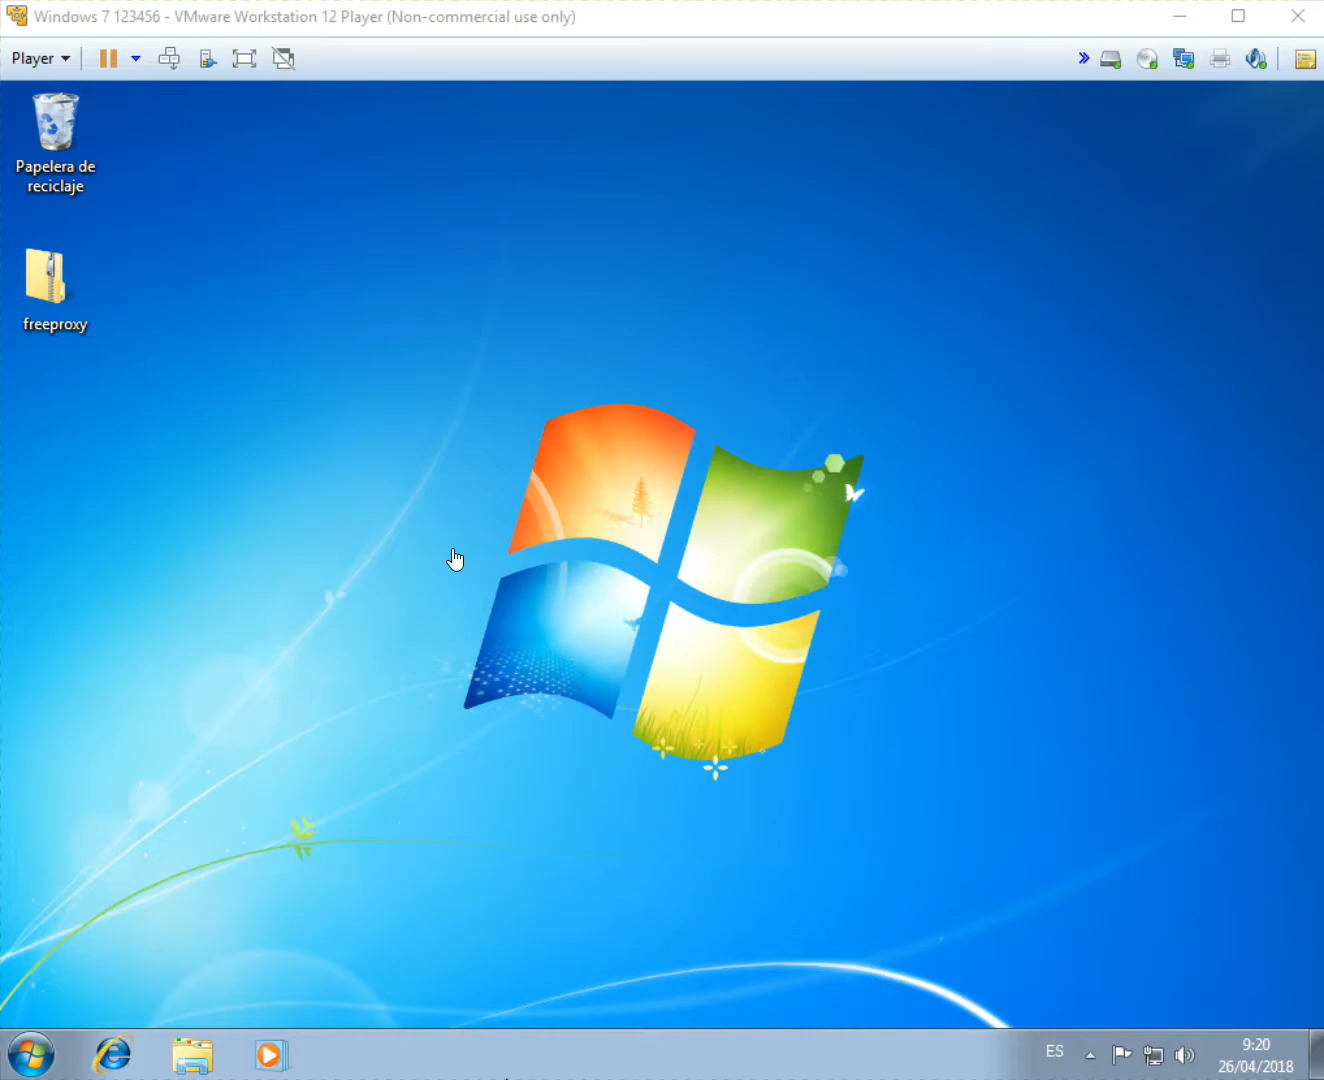 Windows 7 123456 - VMware Workstation 12 Player (Non-commercial use only)
Player
Papelera de
reciclaje
freeproxy
ES
9:20
26/04/2018